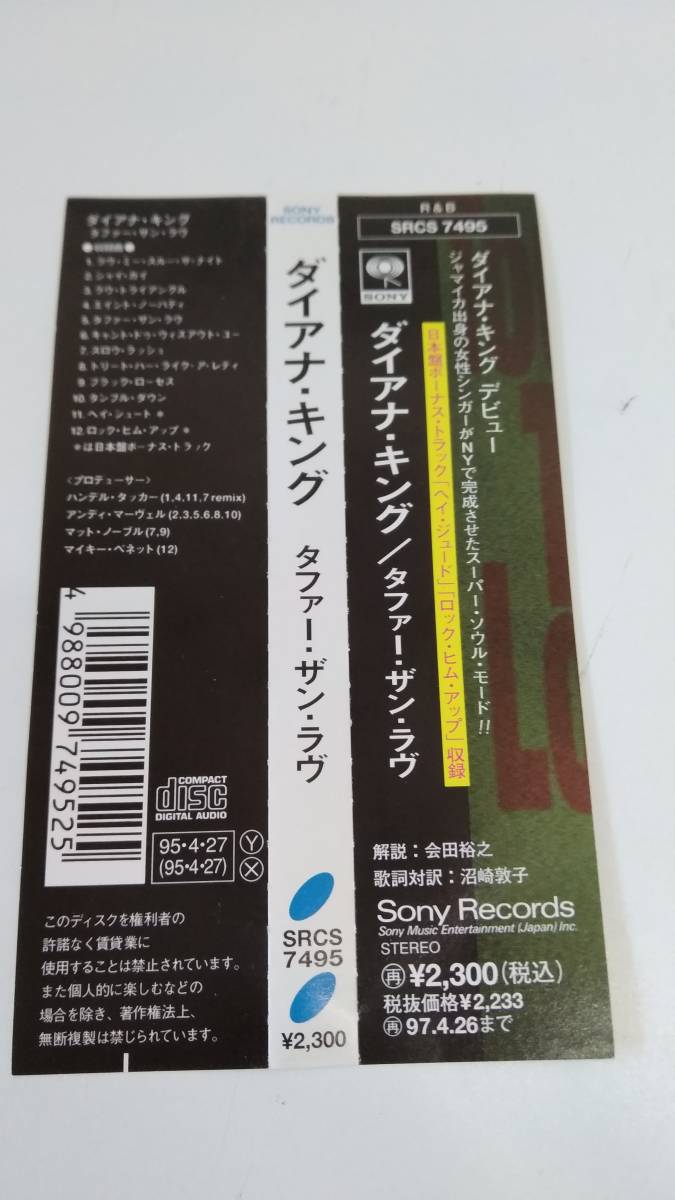 ダイアナ・キング
タファー・ザン・ラヴ
1. ラヴ・ミー・スルー・ザ・ナイト
2. シャイ・ガイ
3. ラヴ・トライアングル
4. エイント・ノーバディ
5. タファー・ザン・ラヴ
6. キャント・ドゥ・ウィズアウト・ユー
7. スロウ・ラッシュ
8. トリート・ハー・ライク・ア・レディ
9. ブラック・ローゼス
10. タンブル・ダウン
11. ヘイ・ジュード *
12. ロック・ヒム・アップ *
*は日本盤ボーナス・トラック
〈プロデューサー〉
ハンデル・タッカー (1,4,11,7 remix)
アンディ・マーヴェル (2,3,5,6,8,10)
マット・ノーブル (7,9)
マイキー・ベネット (12)
4 988009 749525
COMPACT
disc
DIGITAL AUDIO
95・4・27
(95・4・27)
Y
X
このディスクを権利者の
許諾なく賃貸業に
使用することは禁止されています。
また個人的に楽しむなどの
場合を除き、著作権法上、
無断複製は禁じられています。
SONY
RECORDS
ダイアナ・キング タファー・ザン・ラヴ
SRCS
7495
¥2,300
R&B
SRCS 7495
SONY
ダイアナ・キング デビュー
ジャマイカ出身の女性シンガーがNYで完成させたスーパー・ソウル・モード!!
日本盤ボーナス・トラック「ヘイ・ジュード」「ロック・ヒム・アップ」収録
ダイアナ・キング/タファー・ザン・ラヴ
解説：会田裕之
歌詞対訳：沼崎敦子
Sony Records
Sony Music Entertainment (Japan) Inc.
STEREO
再¥2,300(税込)
税抜価格¥2,233
再97.4.26まで